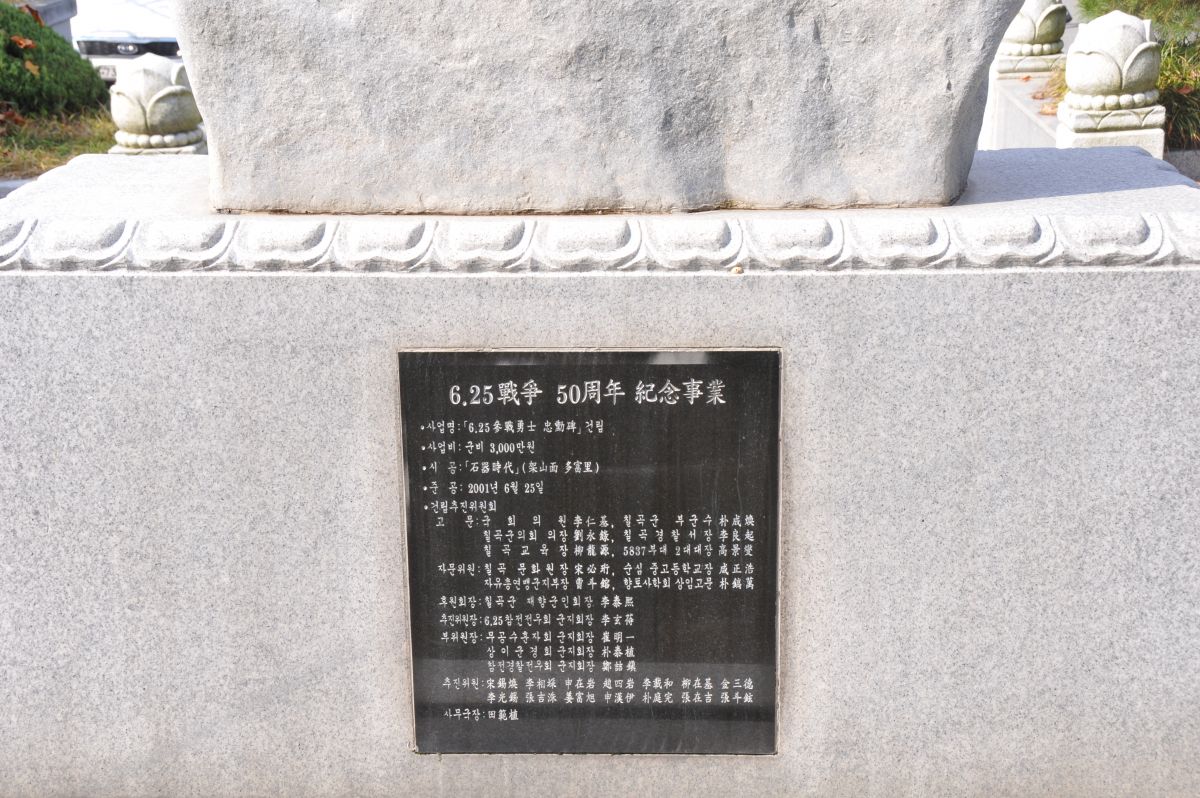 6.25戰爭 50周年 紀念事業
•사업명:「6.25參戰勇士 忠勳碑」건립
•사업비: 군비 3,000만원
•시 공:「石器時代」(架山面 多富里)
•준 공: 2001년 6월 25일
•건립추진위원회
고 문: 국 회 의 원 李仁基, 칠곡군 부군수 朴成煥
칠곡군의회 의장 劉永錄, 칠곡경찰서장 李良起
칠 곡 교 육 장 柳龍源, 5837부대 2대대장 高景燮
자문위원: 칠곡 문화 원장 宋必珩, 순심 중고등학교장 咸正浩
자유총연맹군지부장 曺斗錧, 향토사학회 상임고문 朴鎬萬
후원회장: 칠곡군 재향군인회장 李泰熙
추진위원장: 6.25참전전우회 군지회장 李玄蒔
부위원장: 무공수훈자회 군지회장 崔明一
상이군경회 군지회장 朴泰植
참전경찰전우회 군지회장 鄭喆鎭
추진위원: 宋錫煥 李相埰 申在岩 趙四岩 李載和 柳在基 金三德
李光錫 張吉派 姜富旭 申漢伊 朴庭完 張在吉 張斗鉉
사무국장: 田範植